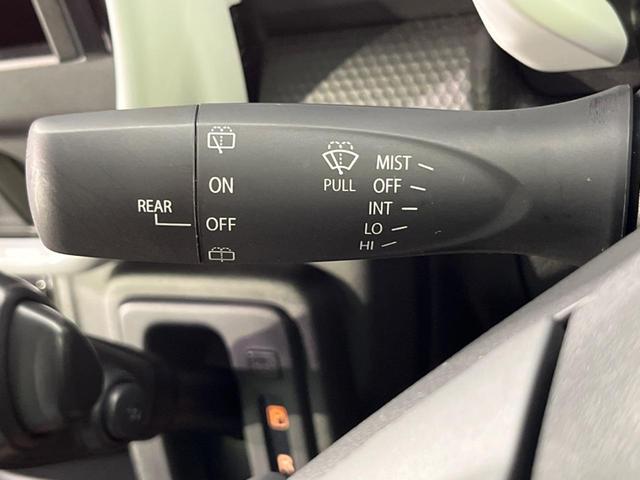 REAR
ON
OFF
PULL
MIST
OFF
INT
LO
HI